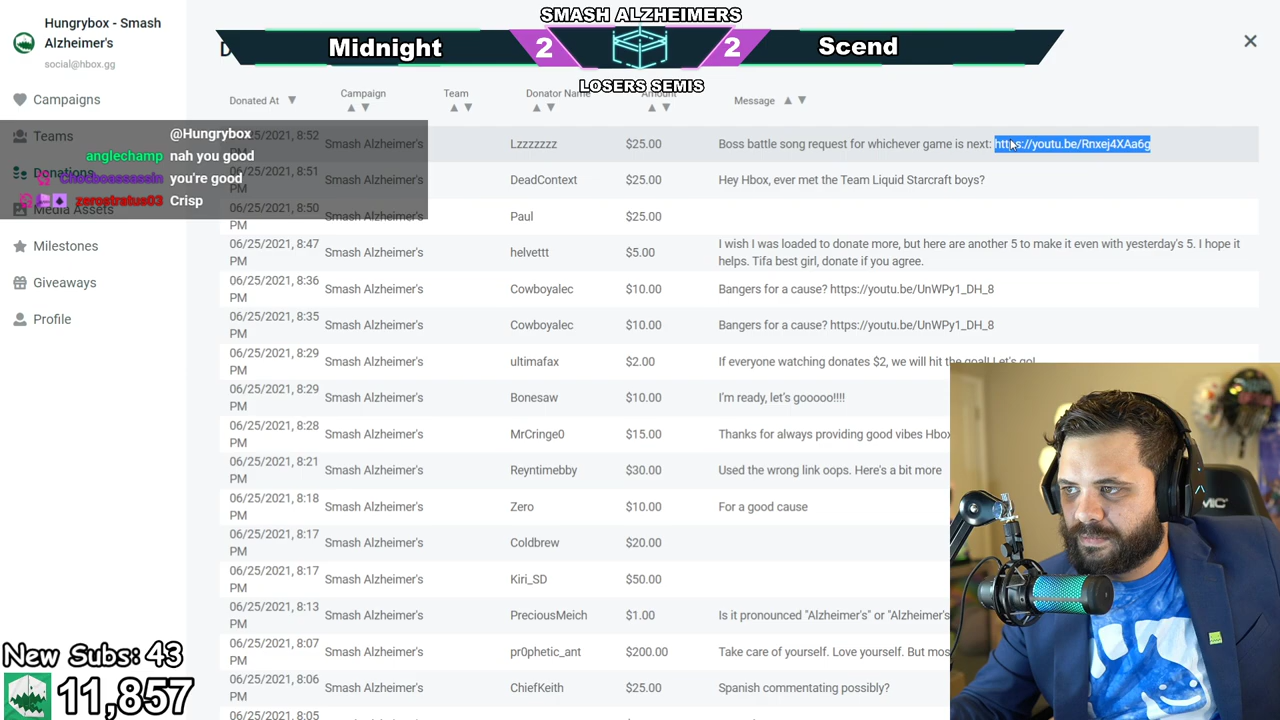 Hungrybox - Smash
Alzheimer's
social@hbox.gg
Campaigns
Teams
Donations
Media Assets
Milestones
Giveaways
Profile
SMASH ALZHEIMERS
Midnight 2 2 Scend
LOSERS SEMIS
@Hungrybox
anglechamp nah you good
Chocboassassin you're good
zerostratus03 Crisp
Donated At Campaign Team Donator Name Amount Message
06/25/2021, 8:52 Smash Alzheimer's Lzzzzzzz $25.00 Boss battle song request for whichever game is next: https://youtu.be/Rnxej4XAa6g
8:51 Smash Alzheimer's DeadContext $25.00 Hey Hbox, ever met the Team Liquid Starcraft boys?
8:50 PM Smash Alzheimer's Paul $25.00
06/25/2021, 8:47 PM Smash Alzheimer's helvettt $5.00 I wish I was loaded to donate more, but here are another 5 to make it even with yesterday's 5. I hope it
helps. Tifa best girl, donate if you agree.
06/25/2021, 8:36 PM Smash Alzheimer's Cowboyalec $10.00 Bangers for a cause? https://youtu.be/UnWPy1_DH_8
06/25/2021, 8:35 PM Smash Alzheimer's Cowboyalec $10.00 Bangers for a cause? https://youtu.be/UnWPy1_DH_8
06/25/2021, 8:29 PM Smash Alzheimer's ultimafax $2.00 If everyone watching donates $2, we will hit the goal! Let's go!
06/25/2021, 8:29 PM Smash Alzheimer's Bonesaw $10.00 I'm ready, let's gooooo!!!!
06/25/2021, 8:28 PM Smash Alzheimer's MrCringe0 $15.00 Thanks for always providing good vibes Hbox
06/25/2021, 8:21 PM Smash Alzheimer's Reyntimebby $30.00 Used the wrong link oops. Here's a bit more
06/25/2021, 8:18 PM Smash Alzheimer's Zero $10.00 For a good cause
06/25/2021, 8:17 PM Smash Alzheimer's Coldbrew $20.00
06/25/2021, 8:17 PM Smash Alzheimer's Kiri_SD $50.00
06/25/2021, 8:13 PM Smash Alzheimer's PreciousMeich $1.00 Is it pronounced "Alzheimer's" or "Alzheimer's
06/25/2021, 8:07 PM Smash Alzheimer's pr0phetic_ant $200.00 Take care of yourself. Love yourself. But mos
06/25/2021, 8:06 PM Smash Alzheimer's ChiefKeith $25.00 Spanish commentating possibly?
06/25/2021, 8:05
New Subs: 43
11,857